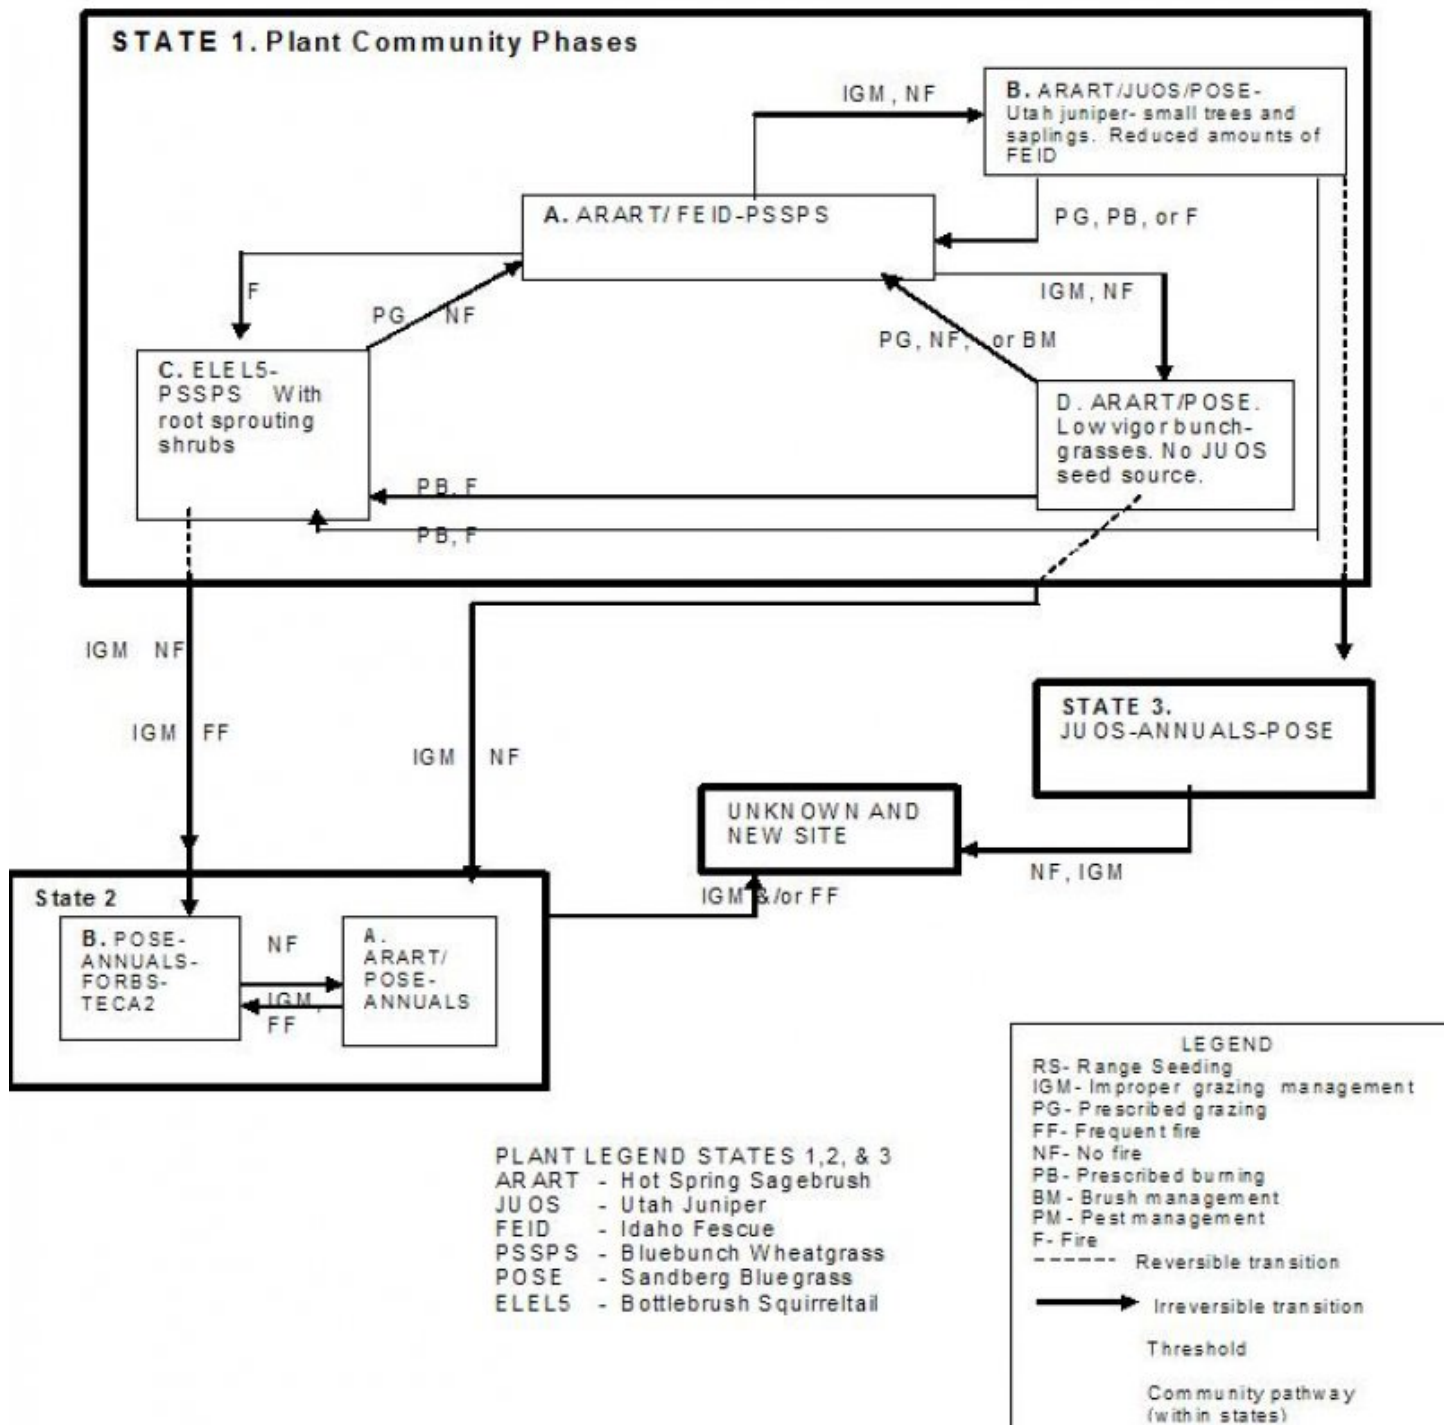 STATE 1. Plant Community Phases
IGM, NF
B. ARART/JUOS/POSE-
Utah juniper- small trees and
saplings. Reduced amounts of
FEID
A. ARART/ FEID-PSSPS
PG, PB, or F
F
PG NF
IGM, NF
PG, NF, or BM
C. ELEL5-
PSSPS With
root sprouting
shrubs
D. ARART/POSE.
Low vigor bunch-
grasses. No JUOS
seed source.
PB, F
PB, F
IGM NF
IGM FF
IGM NF
STATE 3.
JUOS-ANNUALS-POSE
UNKNOWN AND
NEW SITE
NF, IGM
IGM &/or FF
State 2
B. POSE-
ANNUALS-
FORBS-
TECA2
NF
IGM,
FF
A.
ARART/
POSE-
ANNUALS
LEGEND
RS- Range Seeding
IGM- Improper grazing management
PG- Prescribed grazing
FF- Frequent fire
NF- No fire
PB- Prescribed burning
BM- Brush management
PM- Pest management
F- Fire
Reversible transition
Irreversible transition
Threshold
Community pathway
(within states)
PLANT LEGEND STATES 1,2, & 3
ARART - Hot Spring Sagebrush
JUOS - Utah Juniper
FEID - Idaho Fescue
PSSPS - Bluebunch Wheatgrass
POSE - Sandberg Bluegrass
ELEL5 - Bottlebrush Squirreltail